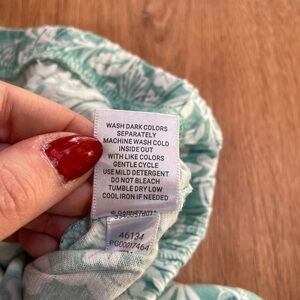 WASH DARK COLORS
SEPARATELY
MACHINE WASH COLD
INSIDE OUT
WITH LIKE COLORS
GENTLE CYCLE
USE MILD DETERGENT
DO NOT BLEACH
TUMBLE DRY LOW
COOL IRON IF NEEDED
46134
PG00017464